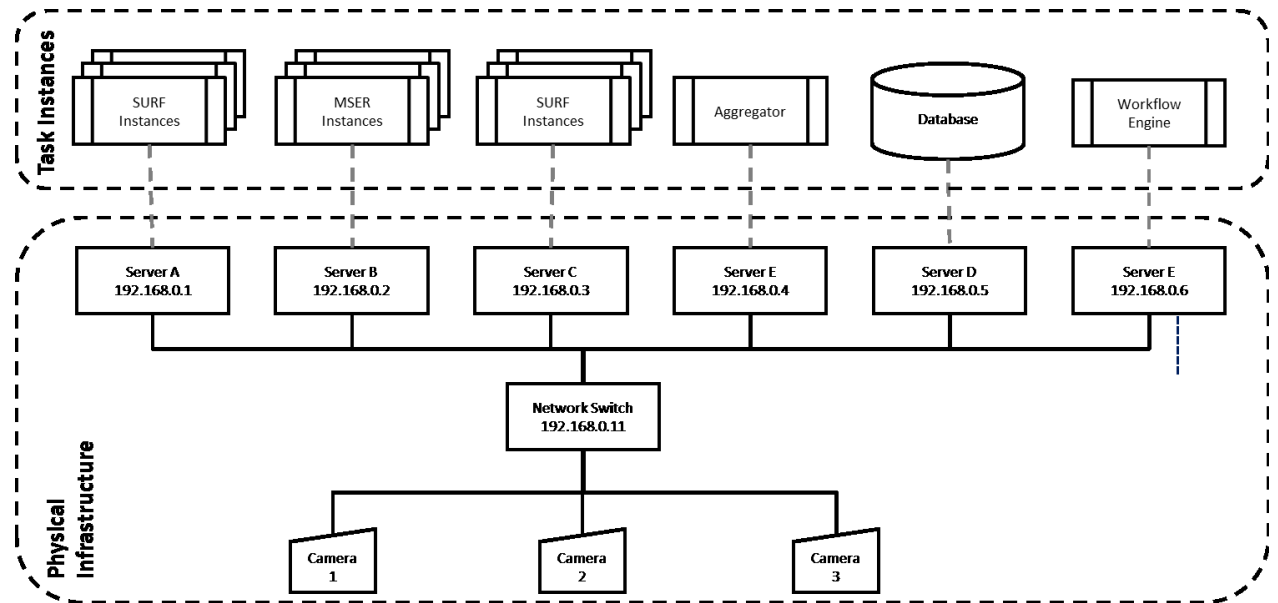 Task Instances
SURF
Instances
MSER
Instances
SURF
Instances
Aggregator
Database
Workflow
Engine
Physical
Infrastructure
Server A
192.168.0.1
Server B
192.168.0.2
Server C
192.168.0.3
Server E
192.168.0.4
Server D
192.168.0.5
Server E
192.168.0.6
Network Switch
192.168.0.11
Camera
1
Camera
2
Camera
3